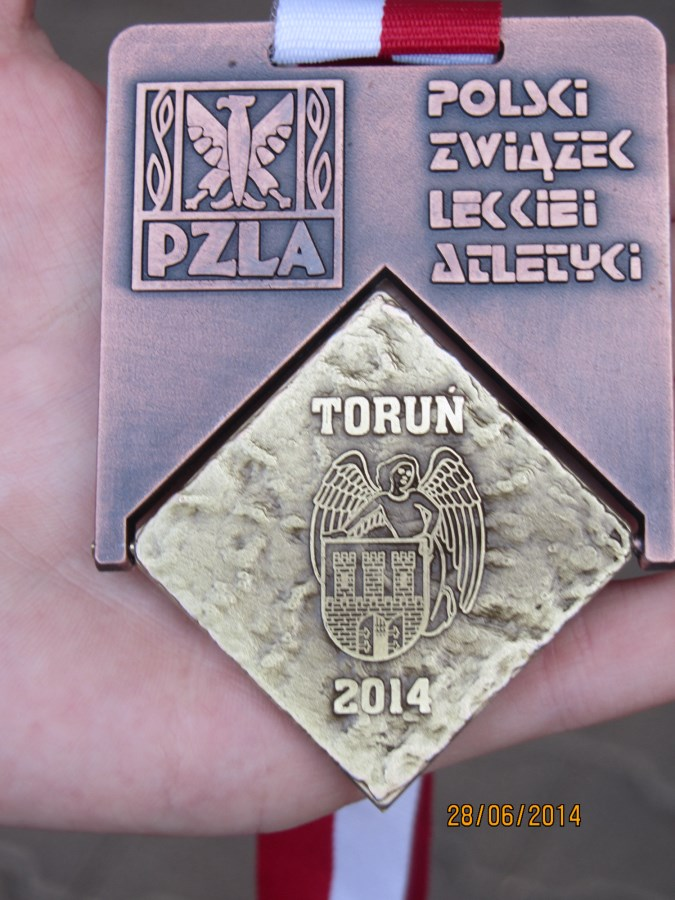 PZLA
POLSKI
ZWIĄZEK
LEKKIEJ
ATLETYKI
TORUŃ
2014
28/06/2014